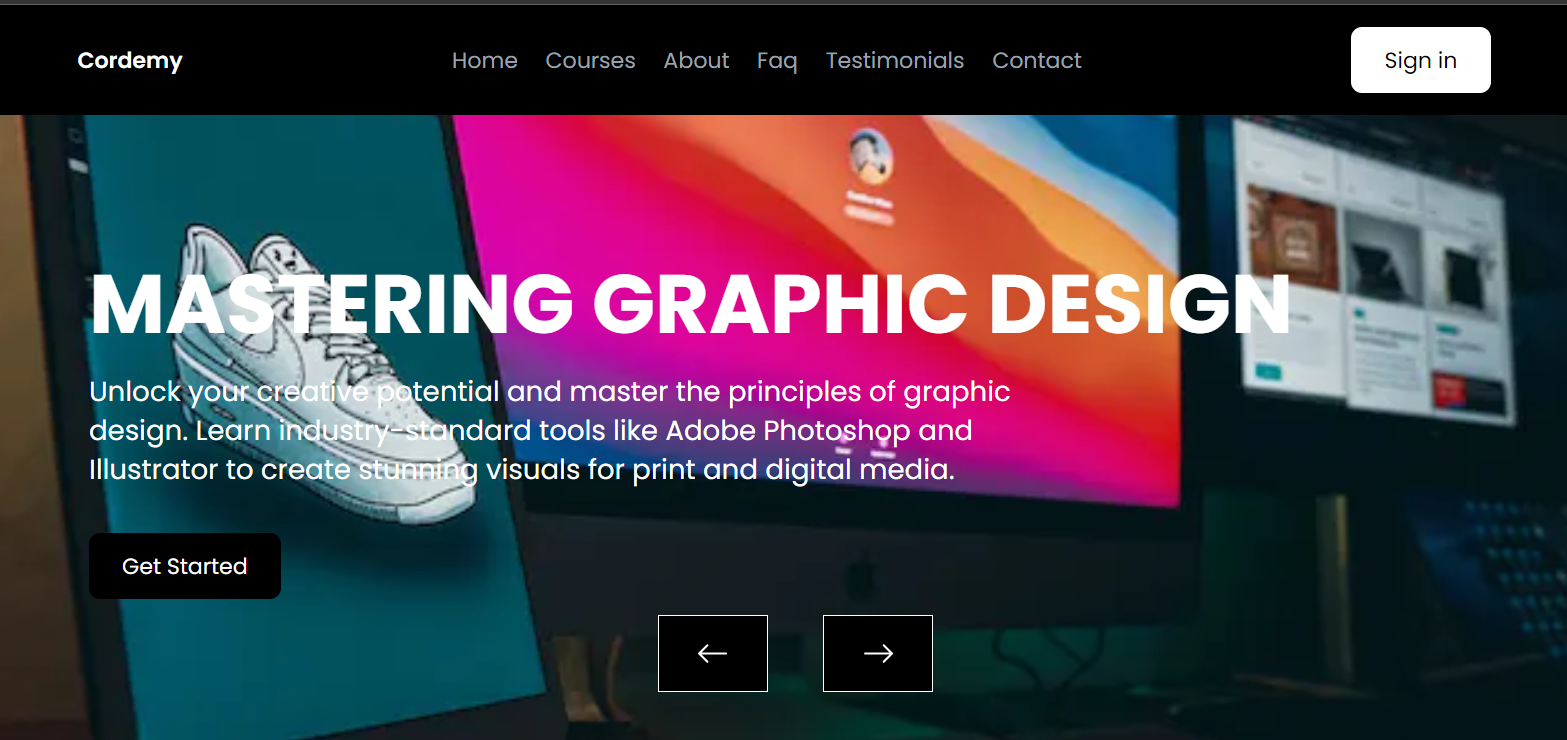 Cordemy
Home Courses About Faq Testimonials Contact
Sign in
MASTERING GRAPHIC DESIGN
Unlock your creative potential and master the principles of graphic
design. Learn industry-standard tools like Adobe Photoshop and
Illustrator to create stunning visuals for print and digital media.
Get Started